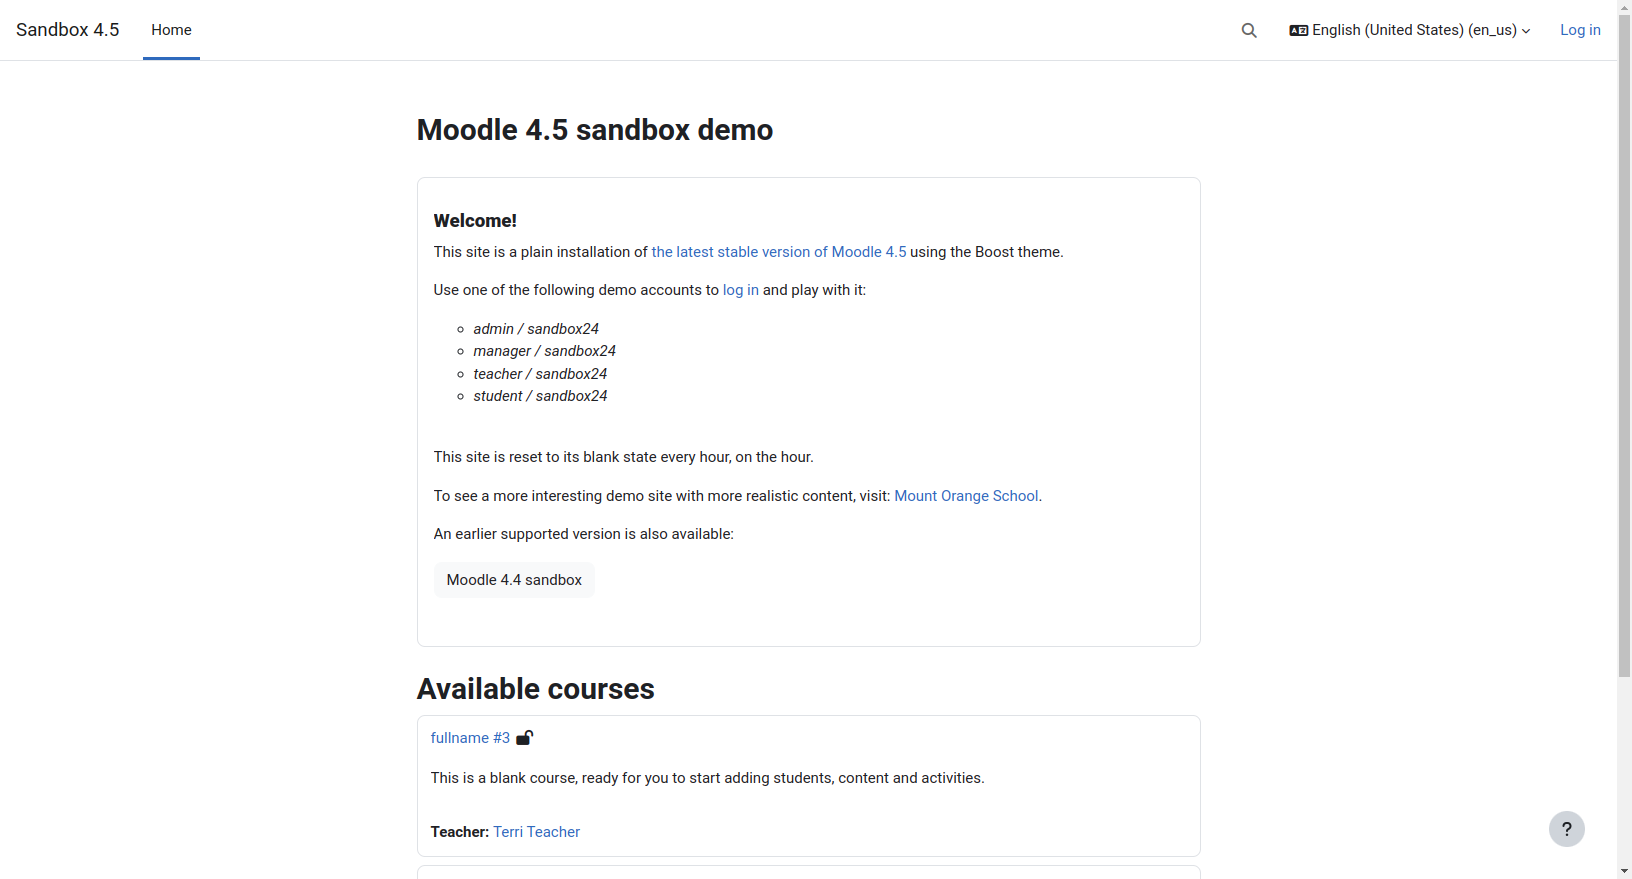 Sandbox 4.5
Home
English (United States) (en_us)
Log in
Moodle 4.5 sandbox demo
Welcome!
This site is a plain installation of the latest stable version of Moodle 4.5 using the Boost theme.
Use one of the following demo accounts to log in and play with it:
admin / sandbox24
manager / sandbox24
teacher / sandbox24
student / sandbox24
This site is reset to its blank state every hour, on the hour.
To see a more interesting demo site with more realistic content, visit: Mount Orange School.
An earlier supported version is also available:
Moodle 4.4 sandbox
Available courses
fullname #3
This is a blank course, ready for you to start adding students, content and activities.
Teacher: Terri Teacher
?